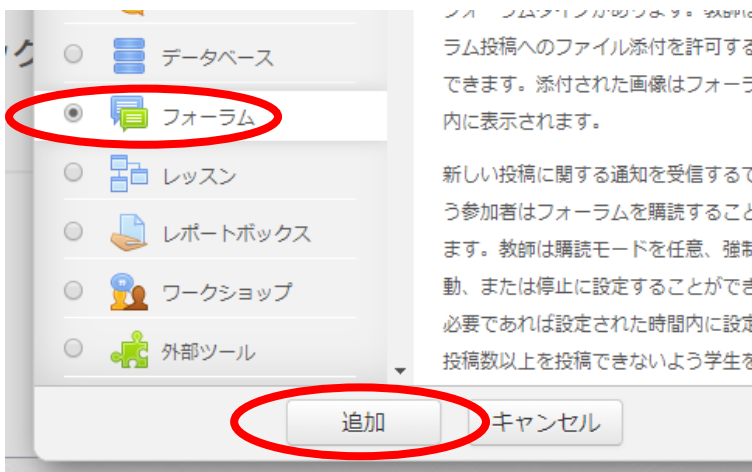 データベース
フォーラム
レッスン
レポートボックス
ワークショップ
外部ツール
ラム投稿へのファイル添付を許可する
できます。添付された画像はフォーラ
内に表示されます。
新しい投稿に関する通知を受信するて
う参加者はフォーラムを購読すること
ます。教師は購読モードを任意、強制
動、または停止に設定することができ
必要であれば設定された時間内に設定
投稿数以上を投稿できないよう学生を
追加
キャンセル